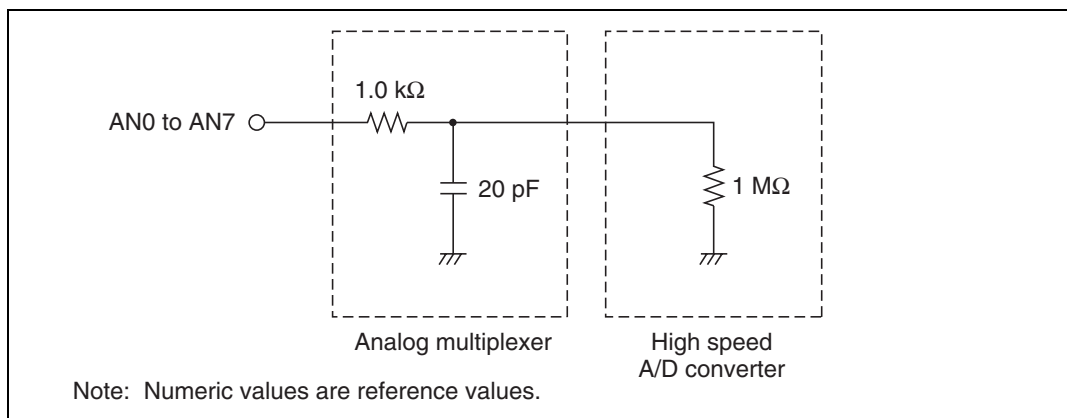 1.0 kΩ
AN0 to AN7
20 pF
1 MΩ
Analog multiplexer
High speed
A/D converter
Note: Numeric values are reference values.